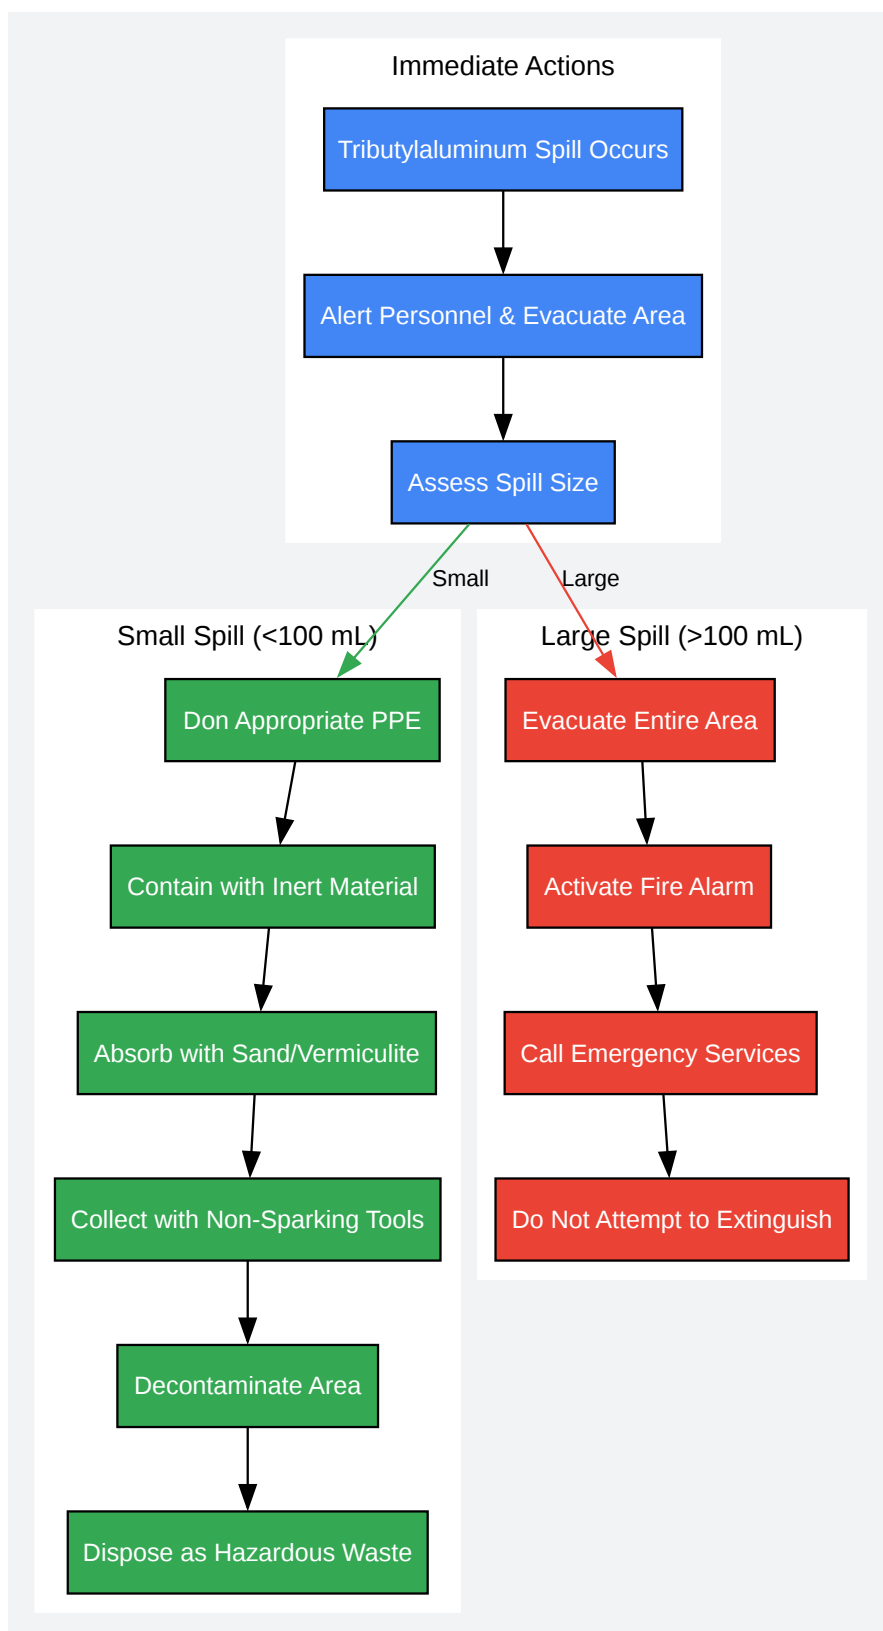 Immediate Actions
Tributylaluminum Spill Occurs
Alert Personnel & Evacuate Area
Assess Spill Size
Small
Large
Small Spill (<100 mL)
Don Appropriate PPE
Contain with Inert Material
Absorb with Sand/Vermiculite
Collect with Non-Sparking Tools
Decontaminate Area
Dispose as Hazardous Waste
Large Spill (>100 mL)
Evacuate Entire Area
Activate Fire Alarm
Call Emergency Services
Do Not Attempt to Extinguish